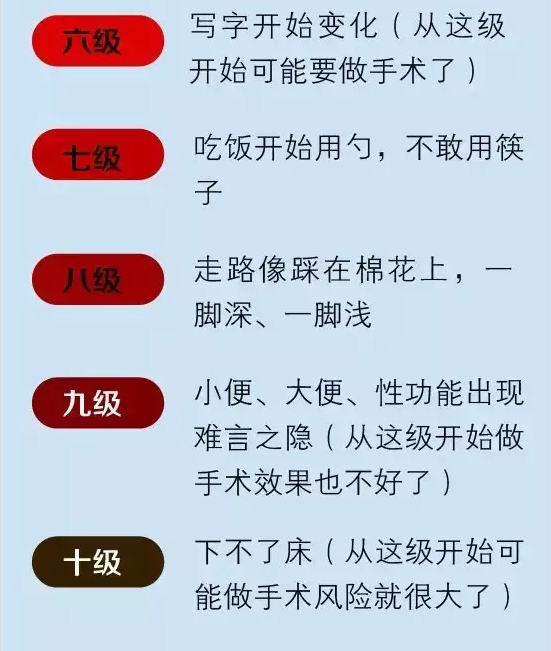 六级
写字开始变化（从这级
开始可能要做手术了）
七级
吃饭开始用勺，不敢用筷
子
八级
走路像踩在棉花上，一
脚深、一脚浅
九级
小便、大便、性功能出现
难言之隐（从这级开始做
手术效果也不好了）
十级
下不了床（从这级开始可
能做手术风险就很大了）